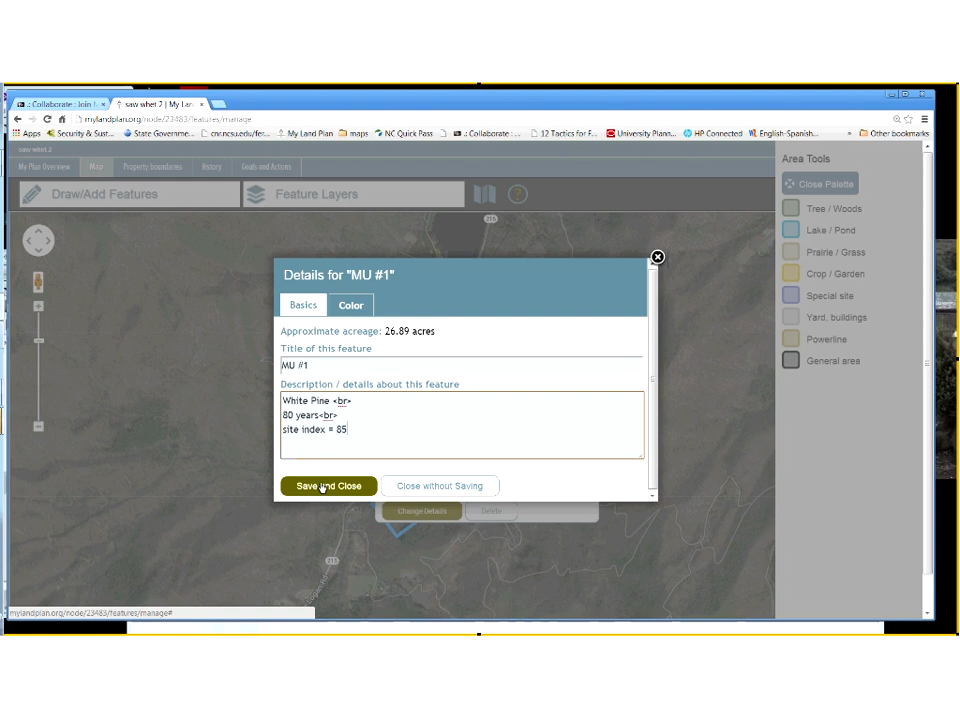 .: Collaborate : Join
saw whet 2 | My Lan
mylandplan.org/node/23483/features/manage
Apps
Security & Sust...
State Governme...
cnr.ncsu.edu/fer...
My Land Plan
maps
NC Quick Pass
.: Collaborate : ...
12 Tactics for F...
University Plann...
HP Connected
English-Spanish...
»
Other bookmarks
saw whet 2
My Plan Overview
Map
Property boundaries
History
Goals and Actions
Draw/Add Features
Feature Layers
?
Area Tools
Close Palette
Tree / Woods
Lake / Pond
Prairie / Grass
Crop / Garden
Special site
Yard, buildings
Powerline
General area
215
Details for "MU #1"
Basics
Color
Approximate acreage: 26.89 acres
Title of this feature
MU #1
Description / details about this feature
White Pine <br>
80 years<br>
site index = 85
Save and Close
Close without Saving
Change Details
Delete
215
mylandplan.org/node/23483/features/manage#